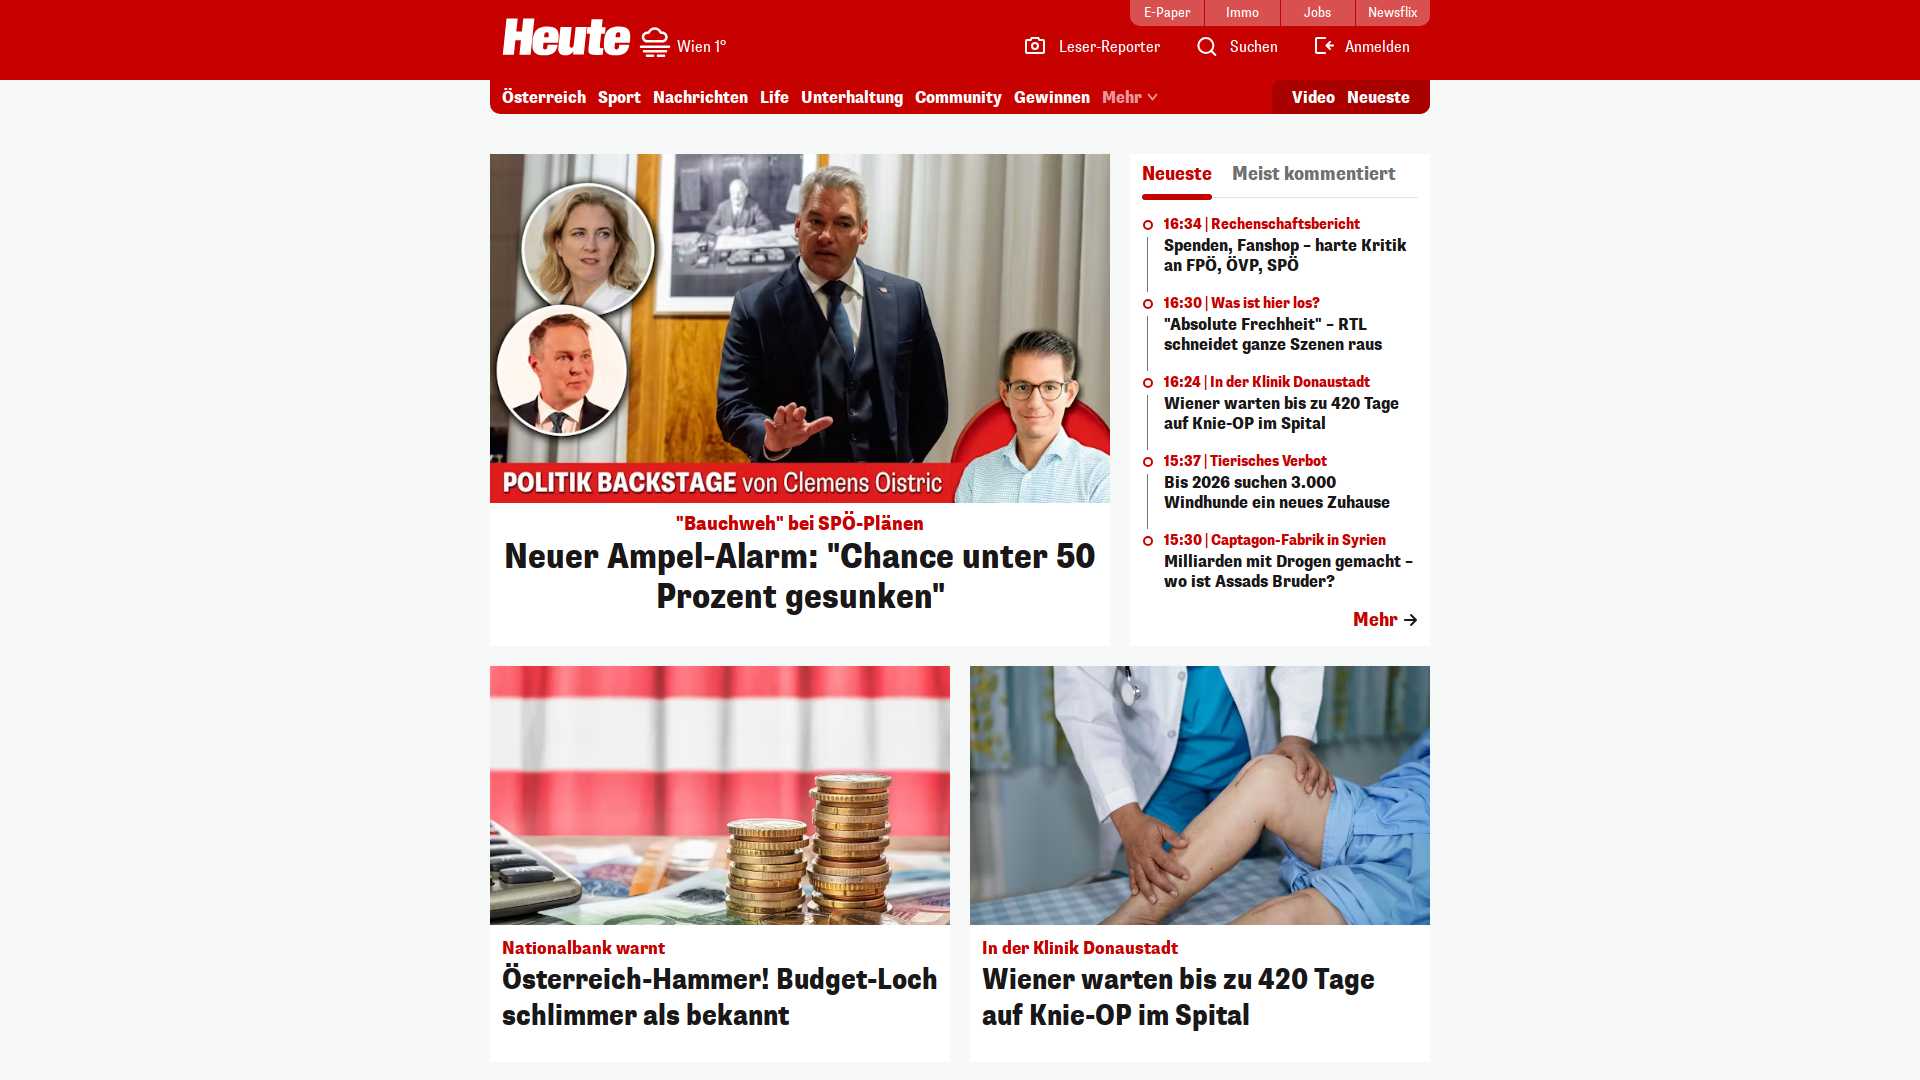 E-Paper
Immo
Jobs
Newsflix
Heute
Wien 1°
Leser-Reporter
Suchen
Anmelden
Österreich
Sport
Nachrichten
Life
Unterhaltung
Community
Gewinnen
Mehr
Video
Neueste
POLITIK BACKSTAGE von Clemens Oistric
"Bauchweh" bei SPÖ-Plänen
Neuer Ampel-Alarm: "Chance unter 50
Prozent gesunken"
Neueste
Meist kommentiert
16:34 | Rechenschaftsbericht
Spenden, Fanshop – harte Kritik
an FPÖ, ÖVP, SPÖ
16:30 | Was ist hier los?
"Absolute Frechheit" – RTL
schneidet ganze Szenen raus
16:24 | In der Klinik Donaustadt
Wiener warten bis zu 420 Tage
auf Knie-OP im Spital
15:37 | Tierisches Verbot
Bis 2026 suchen 3.000
Windhunde ein neues Zuhause
15:30 | Captagon-Fabrik in Syrien
Milliarden mit Drogen gemacht –
wo ist Assads Bruder?
Mehr
Nationalbank warnt
Österreich-Hammer! Budget-Loch
schlimmer als bekannt
In der Klinik Donaustadt
Wiener warten bis zu 420 Tage
auf Knie-OP im Spital